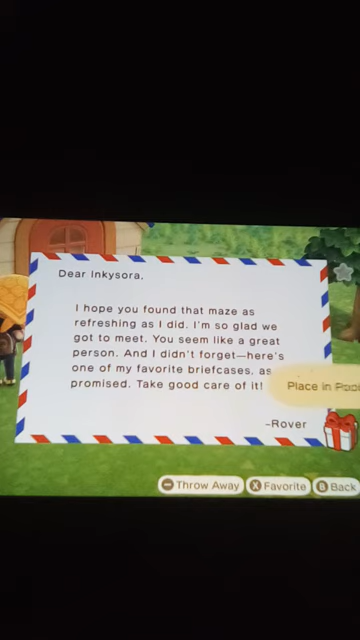 Dear Inkysora,
I hope you found that maze as
refreshing as I did. I'm so glad we
got to meet. You seem like a great
person. And I didn't forget—here's
one of my favorite briefcases, as
promised. Take good care of it!
Place in
–Rover
Throw Away X Favorite B Back